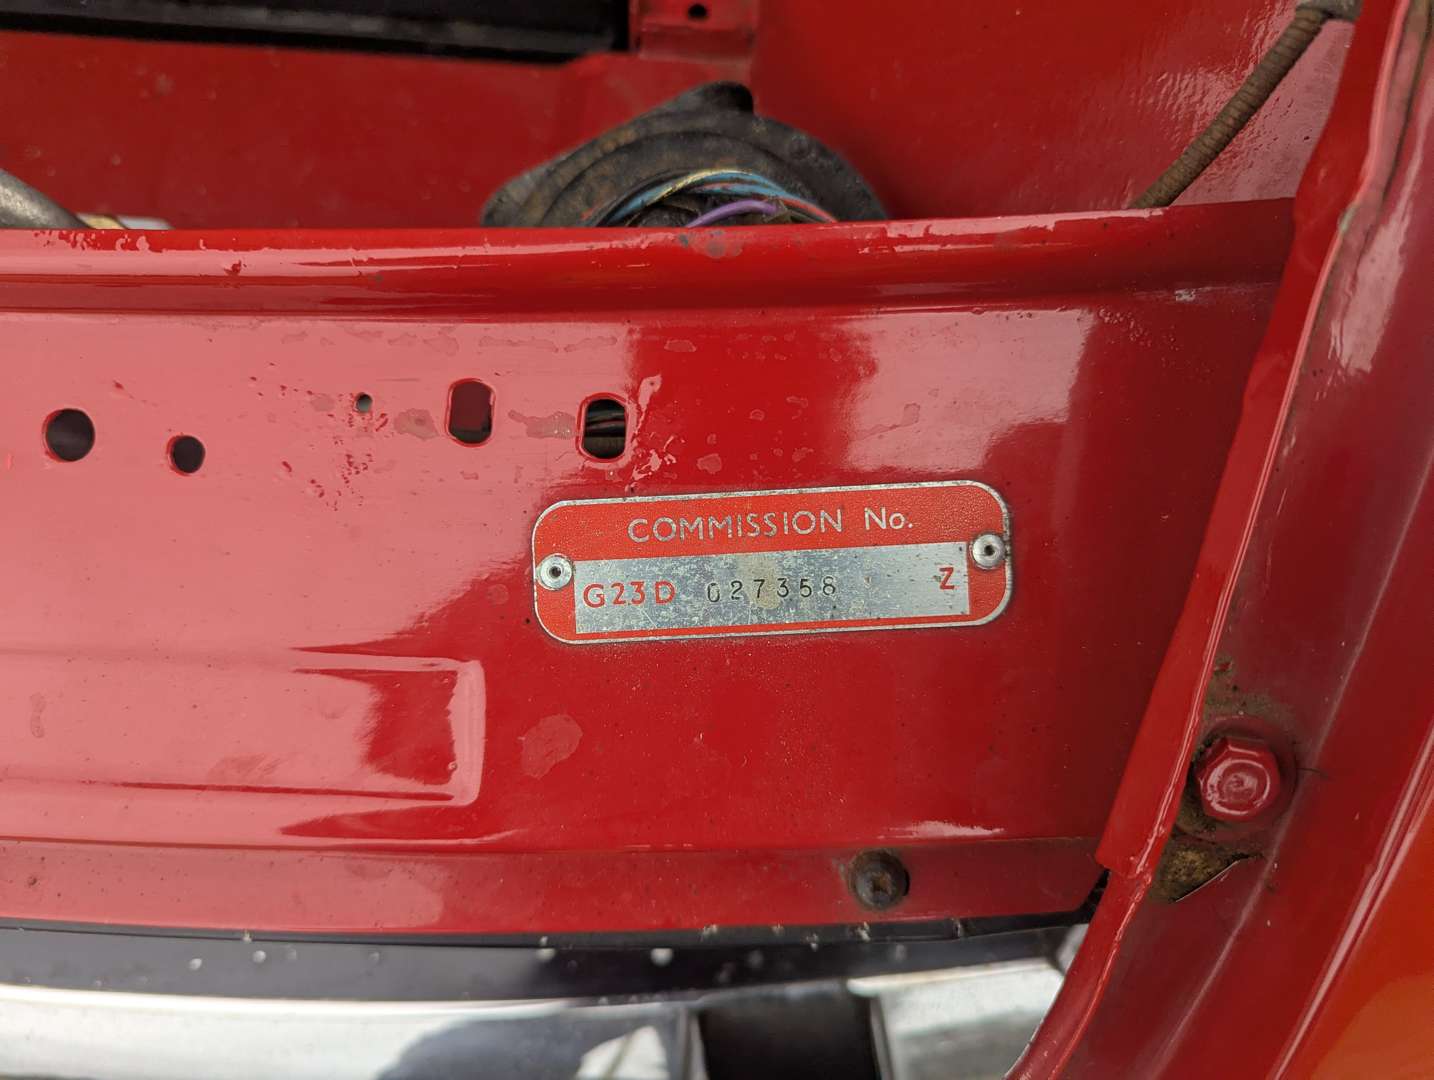 COMMISSION No.
G23D 027358 Z